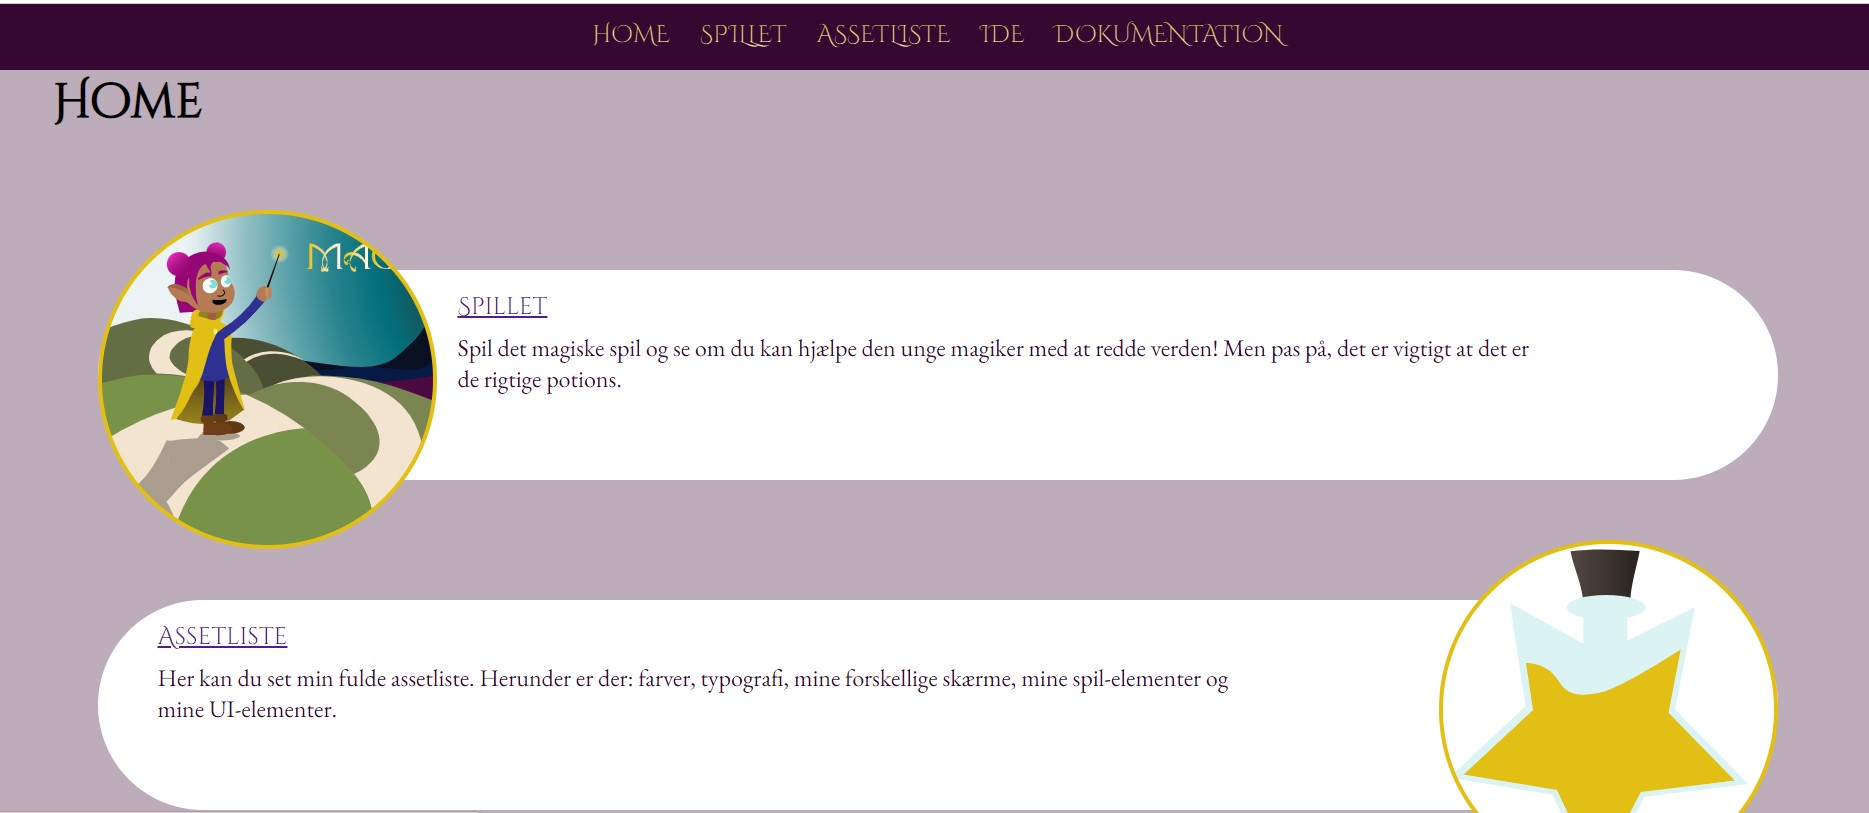 HOME SPILLET ASSETLISTE IDE DOKUMENTATION
HOME
MAG
SPILLET
Spil det magiske spil og se om du kan hjælpe den unge magiker med at redde verden! Men pas på, det er vigtigt at det er
de rigtige potions.
ASSETLISTE
Her kan du set min fulde assetliste. Herunder er der: farver, typografi, mine forskellige skærme, mine spil-elementer og
mine UI-elementer.